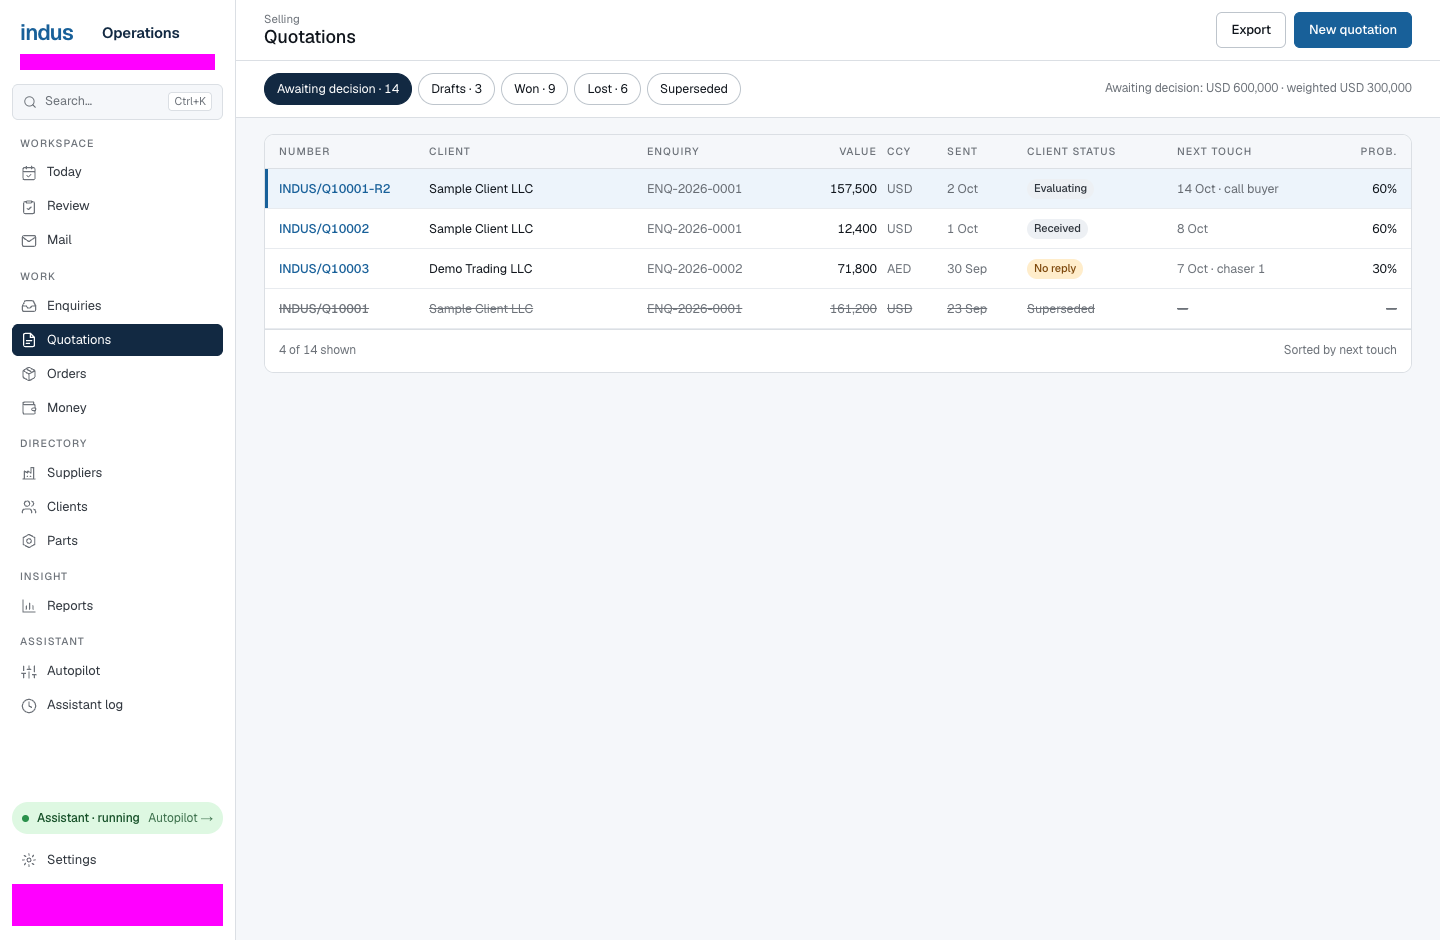 indus Operations
Search... Ctrl+K
WORKSPACE
Today
Review
Mail
WORK
Enquiries
Quotations
Orders
Money
DIRECTORY
Suppliers
Clients
Parts
INSIGHT
Reports
ASSISTANT
Autopilot
Assistant log
Assistant · running Autopilot →
Settings
Selling
Quotations
Export New quotation
Awaiting decision · 14 Drafts · 3 Won · 9 Lost · 6 Superseded Awaiting decision: USD 600,000 · weighted USD 300,000
NUMBER CLIENT ENQUIRY VALUE CCY SENT CLIENT STATUS NEXT TOUCH PROB.
INDUS/Q10001-R2 Sample Client LLC ENQ-2026-0001 157,500 USD 2 Oct Evaluating 14 Oct · call buyer 60%
INDUS/Q10002 Sample Client LLC ENQ-2026-0001 12,400 USD 1 Oct Received 8 Oct 60%
INDUS/Q10003 Demo Trading LLC ENQ-2026-0002 71,800 AED 30 Sep No reply 7 Oct · chaser 1 30%
INDUS/Q10001 Sample Client LLC ENQ-2026-0001 161,200 USD 23 Sep Superseded — —
4 of 14 shown Sorted by next touch